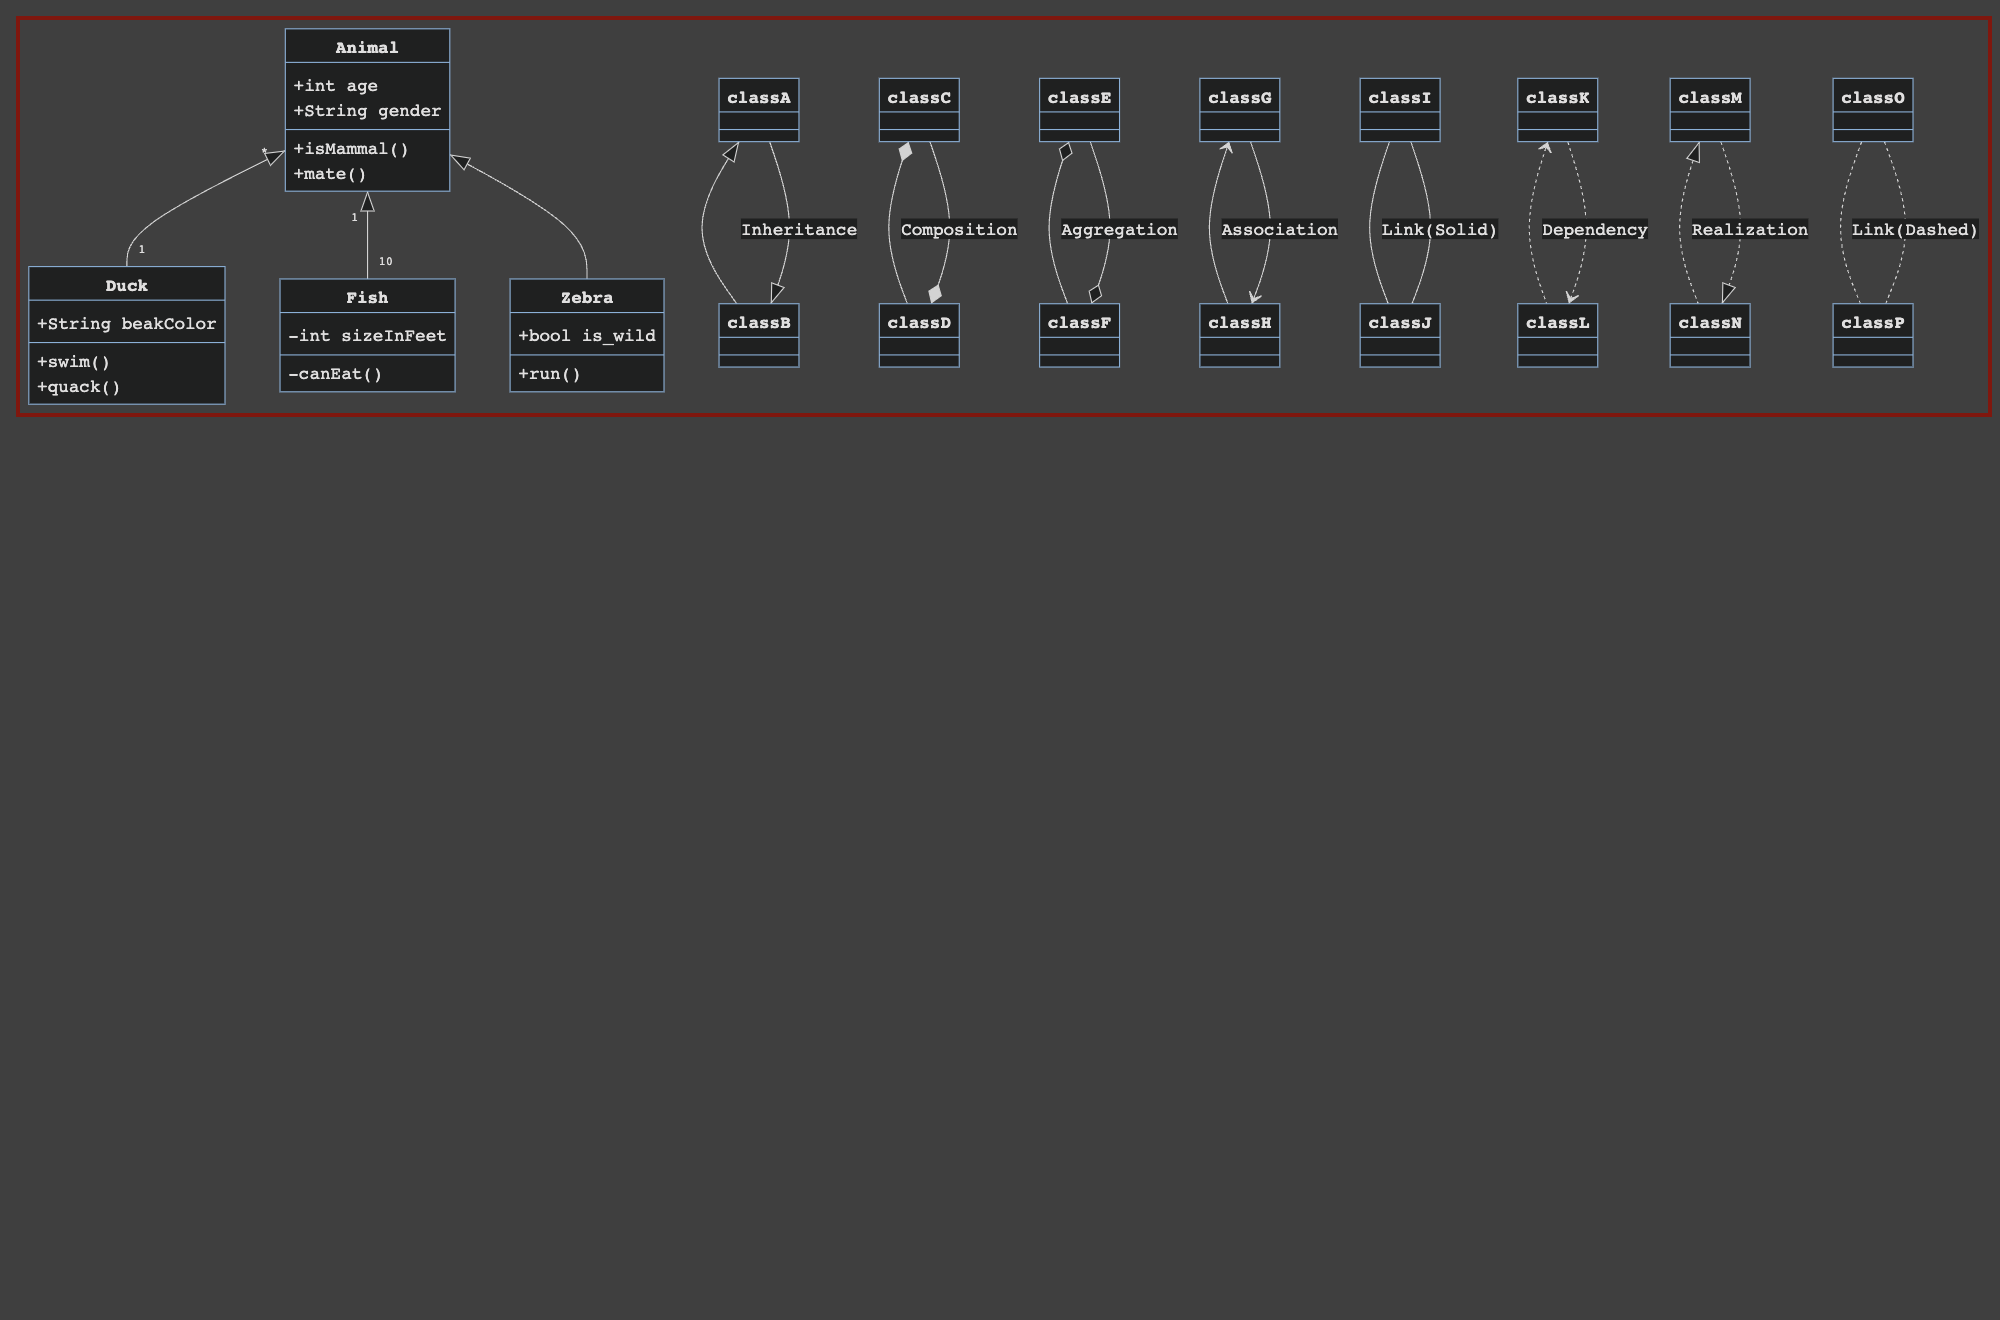 Animal
+int age
+String gender
+isMammal()
+mate()
*
1
1
10
Duck
+String beakColor
+swim()
+quack()
Fish
-int sizeInFeet
-canEat()
Zebra
+bool is_wild
+run()
classA
Inheritance
classB
classC
Composition
classD
classE
Aggregation
classF
classG
Association
classH
classI
Link(Solid)
classJ
classK
Dependency
classL
classM
Realization
classN
classO
Link(Dashed)
classP